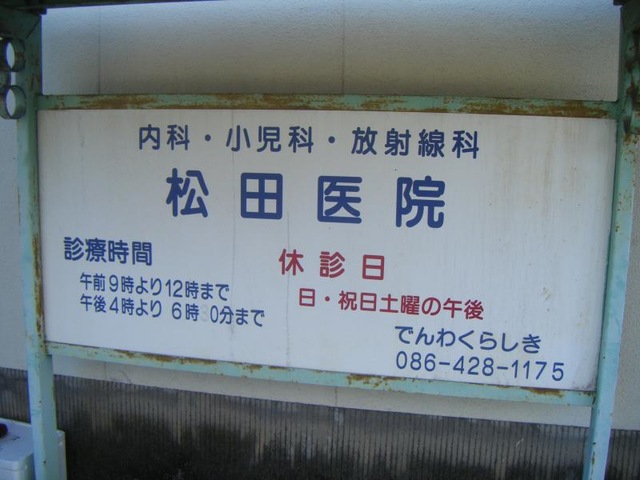 内科・小児科・放射線科
松田医院
診療時間
午前9時より12時まで
午後4時より 6時30分まで
休診日
日・祝日土曜の午後
でんわくらしき
086-428-1175